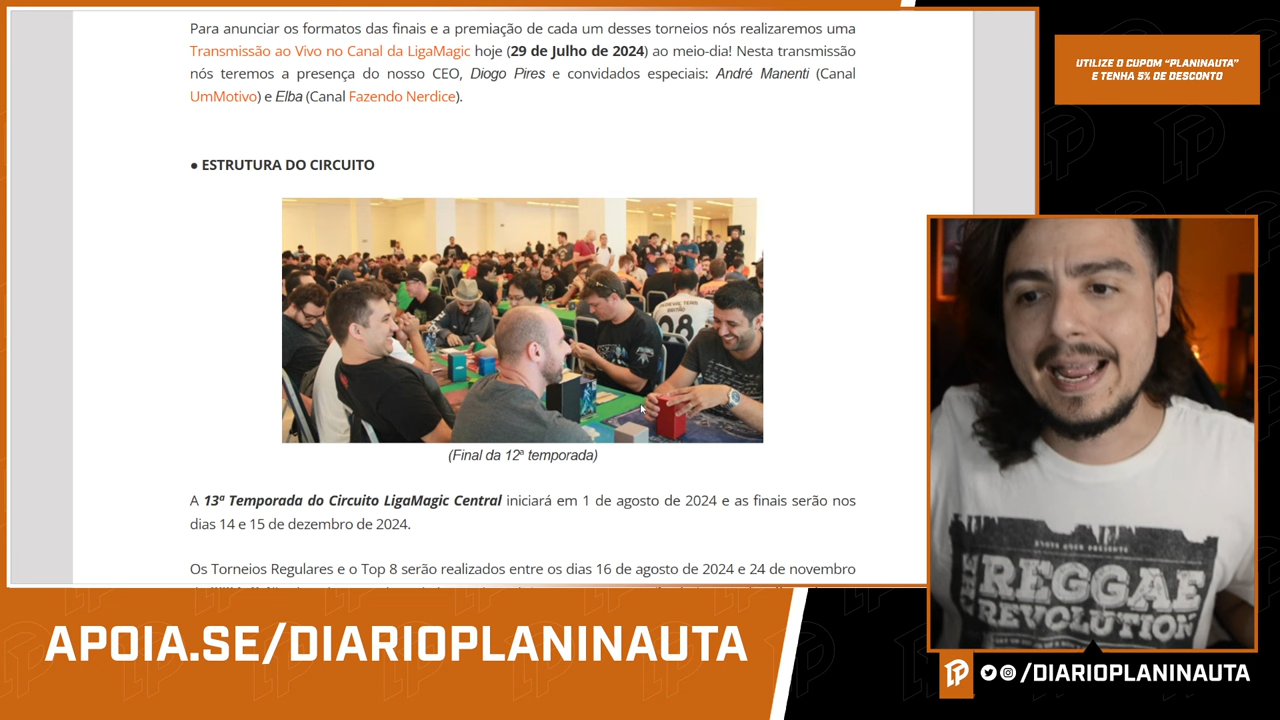 Para anunciar os formatos das finais e a premiação de cada um desses torneios nós realizaremos uma
Transmissão ao Vivo no Canal da LigaMagic hoje (29 de Julho de 2024) ao meio-dia! Nesta transmissão
nós teremos a presença do nosso CEO, Diogo Pires e convidados especiais: André Manenti (Canal
UmMotivo) e Elba (Canal Fazendo Nerdice).
● ESTRUTURA DO CIRCUITO
(Final da 12ª temporada)
A 13ª Temporada do Circuito LigaMagic Central iniciará em 1 de agosto de 2024 e as finais serão nos
dias 14 e 15 de dezembro de 2024.
Os Torneios Regulares e o Top 8 serão realizados entre os dias 16 de agosto de 2024 e 24 de novembro
UTILIZE O CUPOM “PLANINAUTA”
E TENHA 5% DE DESCONTO
THE
REGGAE
REVOLUTION
APOIA.SE/DIARIOPLANINAUTA
/DIARIOPLANINAUTA